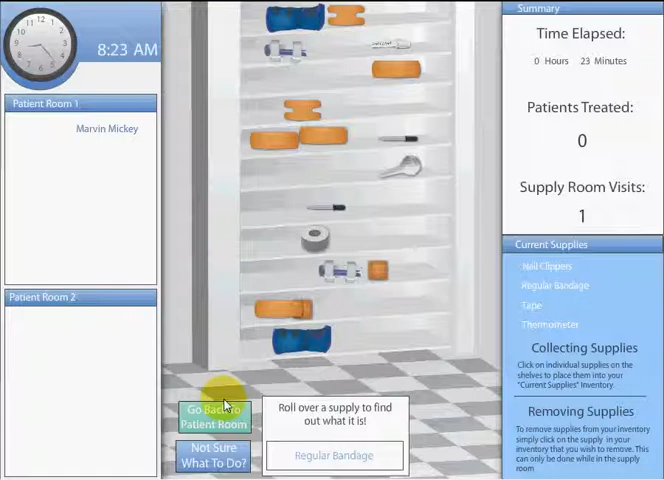 8:23 AM
Patient Room 1
Marvin Mickey
Patient Room 2
Go Back To
Patient Room
Not Sure
What To Do?
Roll over a supply to find
out what it is!
Regular Bandage
Summary
Time Elapsed:
0 Hours 23 Minutes
Patients Treated:
0
Supply Room Visits:
1
Current Supplies
Nail Clippers
Regular Bandage
Tape
Thermometer
Collecting Supplies
Click on individual supplies on the
shelves to place them into your
"Current Supplies" Inventory.
Removing Supplies
To remove supplies from your inventory
simply click on the supply in your
inventory that you wish to remove. This
can only be done while in the supply
room